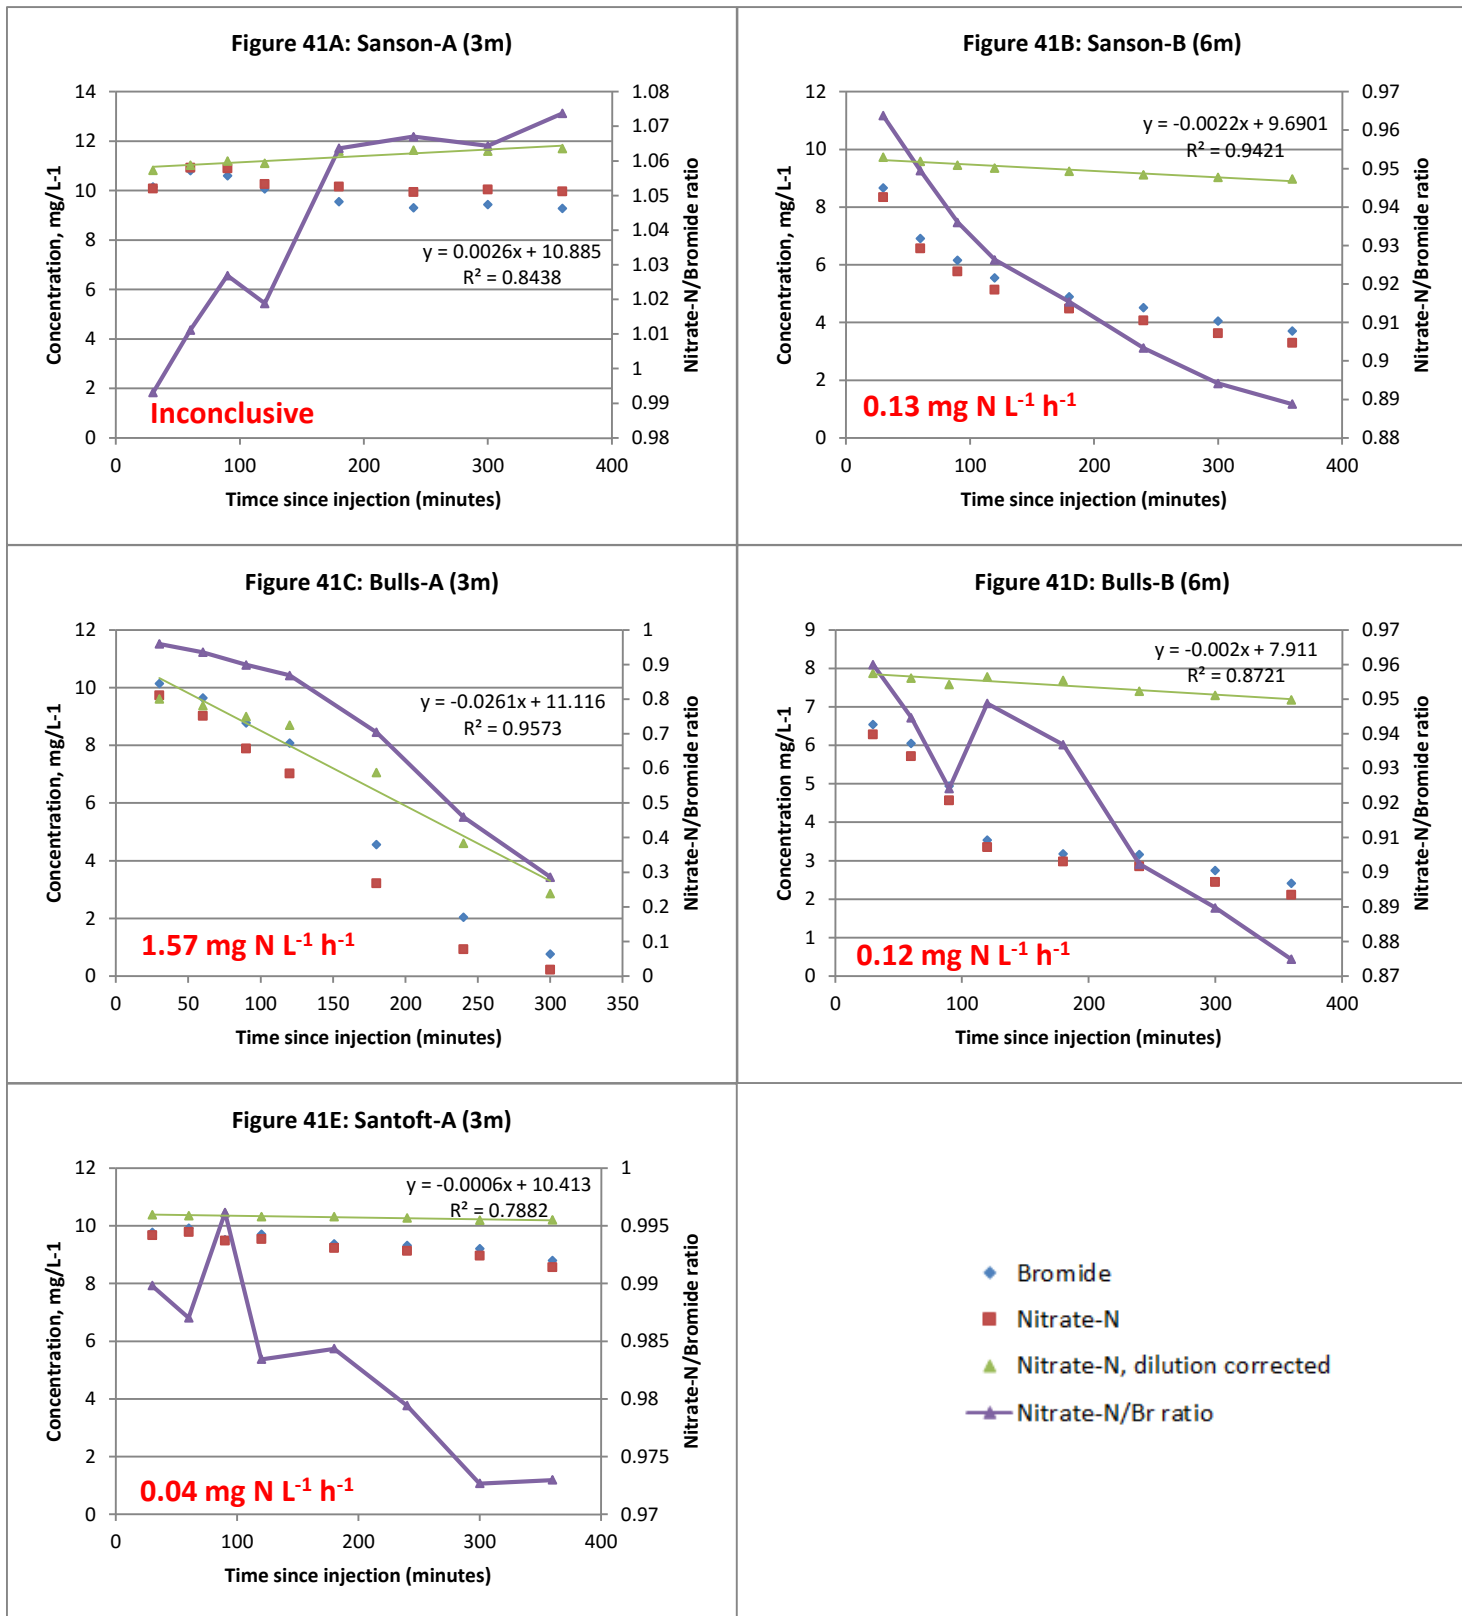 Figure 41A: Sanson-A (3m)
14
12
10
8
6
4
2
0
1.08
1.07
1.06
1.05
1.04
1.03
1.02
1.01
1
0.99
0.98
Concentration, mg/L-1
Nitrate-N/Bromide ratio
y = 0.0026x + 10.885
R² = 0.8438
Inconclusive
0 100 200 300 400
Timce since injection (minutes)
Figure 41B: Sanson-B (6m)
12
10
8
6
4
2
0
0.97
0.96
0.95
0.94
0.93
0.92
0.91
0.9
0.89
0.88
Concentration, mg/L-1
Nitrate-N/Bromide ratio
y = -0.0022x + 9.6901
R² = 0.9421
0.13 mg N L-1 h-1
0 100 200 300 400
Time since injection (minutes)
Figure 41C: Bulls-A (3m)
12
10
8
6
4
2
0
1
0.9
0.8
0.7
0.6
0.5
0.4
0.3
0.2
0.1
0
Concentration, mg/L-1
Nitrate-N/Bromide ratio
y = -0.0261x + 11.116
R² = 0.9573
1.57 mg N L-1 h-1
0 50 100 150 200 250 300 350
Time since injection (minutes)
Figure 41D: Bulls-B (6m)
9
8
7
6
5
4
3
2
1
0
0.97
0.96
0.95
0.94
0.93
0.92
0.91
0.9
0.89
0.88
0.87
Concentration mg/L-1
Nitrate-N/Bromide ratio
y = -0.002x + 7.911
R² = 0.8721
0.12 mg N L-1 h-1
0 100 200 300 400
Time since injection (minutes)
Figure 41E: Santoft-A (3m)
12
10
8
6
4
2
0
1
0.995
0.99
0.985
0.98
0.975
0.97
Concentration, mg/L-1
Nitrate-N/Bromide ratio
y = -0.0006x + 10.413
R² = 0.7882
0.04 mg N L-1 h-1
0 100 200 300 400
Time since injection (minutes)
Bromide
Nitrate-N
Nitrate-N, dilution corrected
Nitrate-N/Br ratio